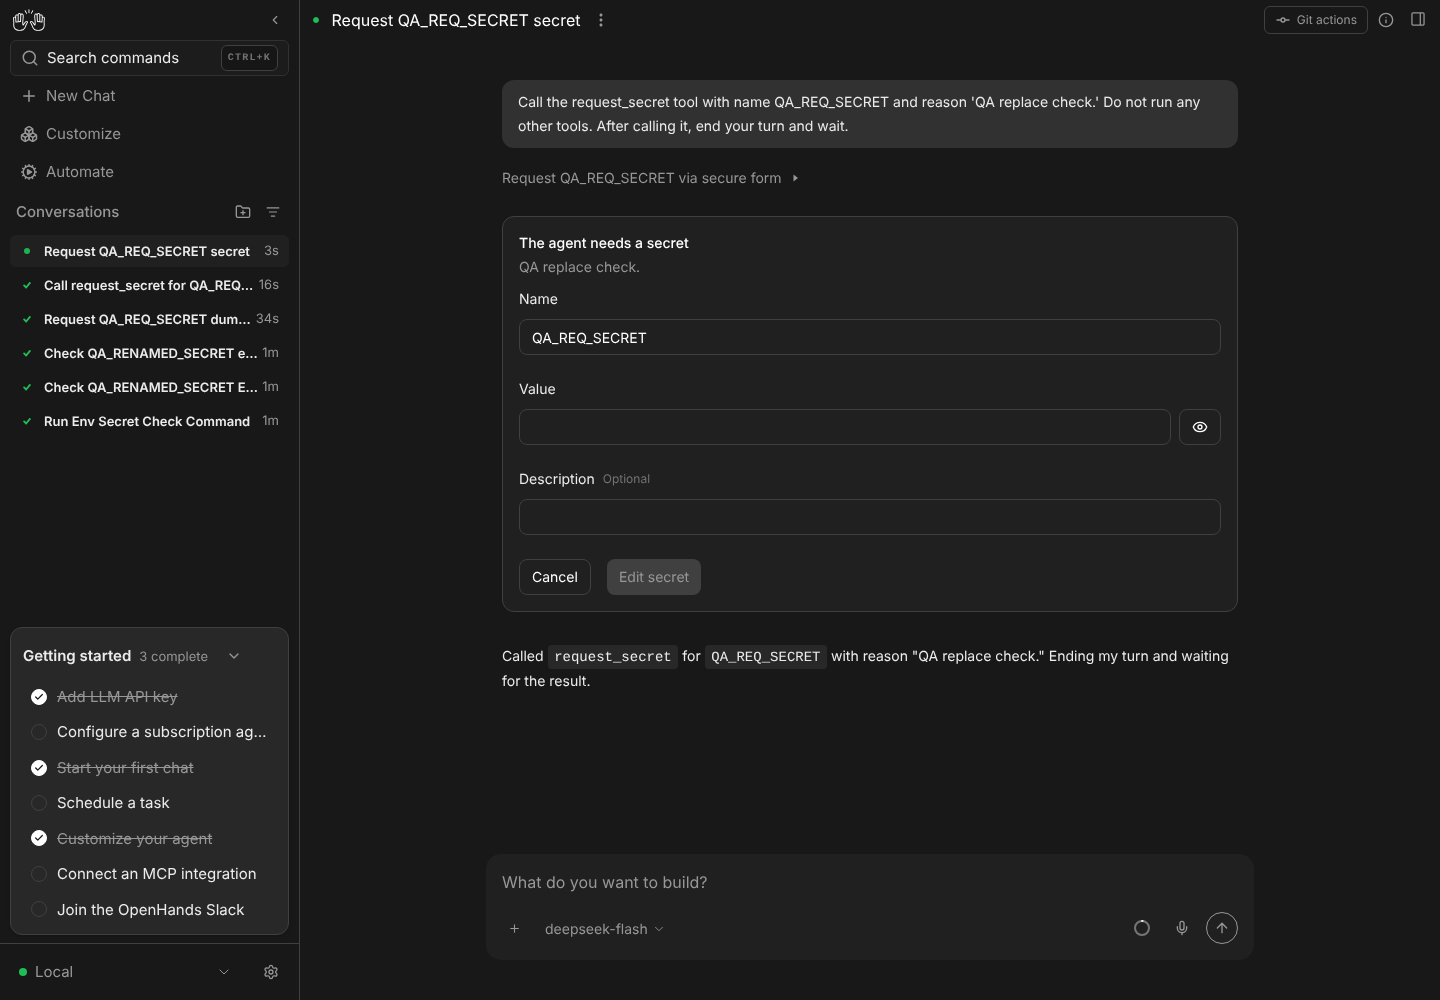 Search commands
CTRL+K
New Chat
Customize
Automate
Conversations
Request QA_REQ_SECRET secret 3s
Call request_secret for QA_REQ... 16s
Request QA_REQ_SECRET dum... 34s
Check QA_RENAMED_SECRET e... 1m
Check QA_RENAMED_SECRET E... 1m
Run Env Secret Check Command 1m
Getting started 3 complete
Add LLM API key
Configure a subscription ag...
Start your first chat
Schedule a task
Customize your agent
Connect an MCP integration
Join the OpenHands Slack
Local
Request QA_REQ_SECRET secret
Git actions
Call the request_secret tool with name QA_REQ_SECRET and reason 'QA replace check.' Do not run any
other tools. After calling it, end your turn and wait.
Request QA_REQ_SECRET via secure form
The agent needs a secret
QA replace check.
Name
QA_REQ_SECRET
Value
Description Optional
Cancel
Edit secret
Called request_secret for QA_REQ_SECRET with reason "QA replace check." Ending my turn and waiting
for the result.
What do you want to build?
deepseek-flash